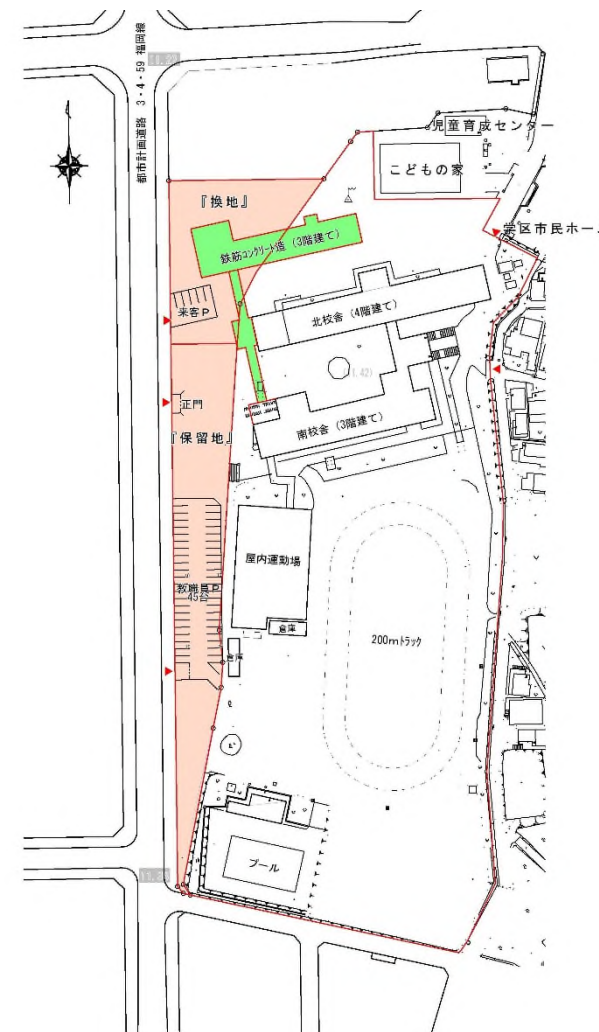 都市計画道路 3・4・59 福岡線
児童育成センター
こどもの家
『換地』
学区市民ホー
鉄筋コンクリート造 (3階建て)
来客P
北校舎 (4階建て)
正門
南校舎 (3階建て)
『保留地』
屋内運動場
教職員P
45台
倉庫
200mトラック
倉庫
プール